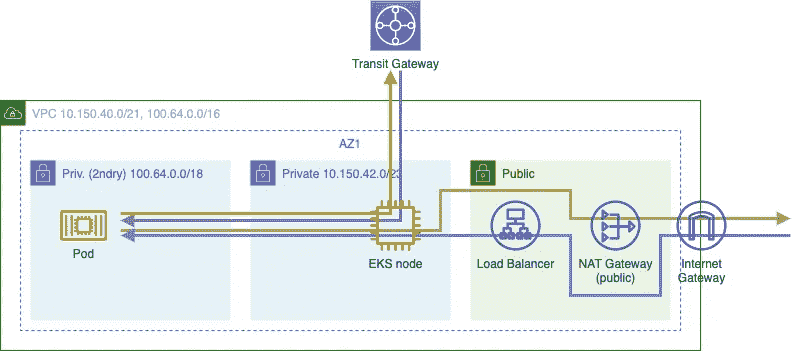 Transit Gateway
VPC 10.150.40.0/21, 100.64.0.0/16
AZ1
Priv. (2ndry) 100.64.0.0/18
Private 10.150.42.0/23
Public
Pod
EKS node
Load Balancer
NAT Gateway
(public)
Internet
Gateway